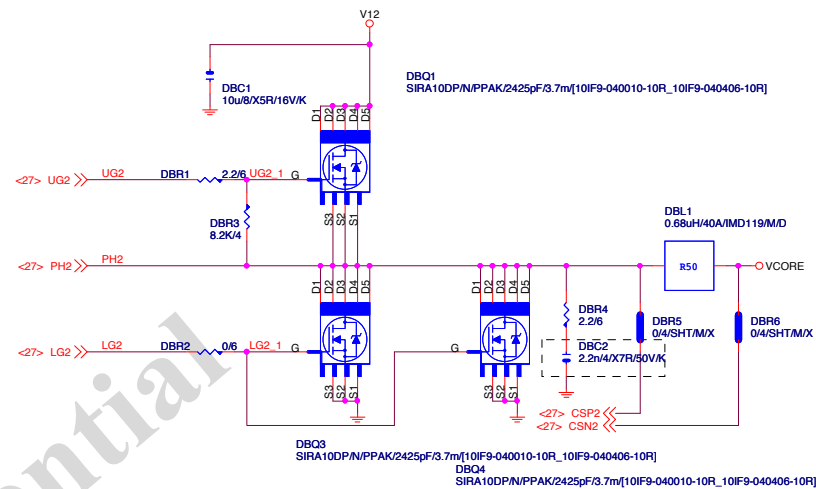 V12
DBC1
10u/8/X5R/16V/K
DBQ1
SIRA10DP/N/PPAK/2425pF/3.7m/[10IF9-040010-10R_10IF9-040406-10R]
D1
D2
D3
D4
D5
<27> UG2
UG2
DBR1
2.2/6
UG2_1
G
S3
S2
S1
DBR3
8.2K/4
<27> PH2
PH2
DBL1
0.68uH/40A/IMD119/M/D
R50
VCORE
D1
D2
D3
D4
D5
D1
D2
D3
D4
D5
<27> LG2
LG2
DBR2
0/6
LG2_1
G
G
DBR4
2.2/6
DBC2
2.2n/4/X7R/50V/K
DBR5
0/4/SHT/M/X
DBR6
0/4/SHT/M/X
S3
S2
S1
S3
S2
S1
<27> CSP2
<27> CSN2
DBQ3
SIRA10DP/N/PPAK/2425pF/3.7m/[10IF9-040010-10R_10IF9-040406-10R]
DBQ4
SIRA10DP/N/PPAK/2425pF/3.7m/[10IF9-040010-10R_10IF9-040406-10R]
ential